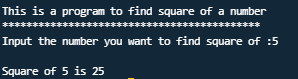 This is a program to find square of a number
*******************************************
Input the number you want to find square of :5
Square of 5 is 25